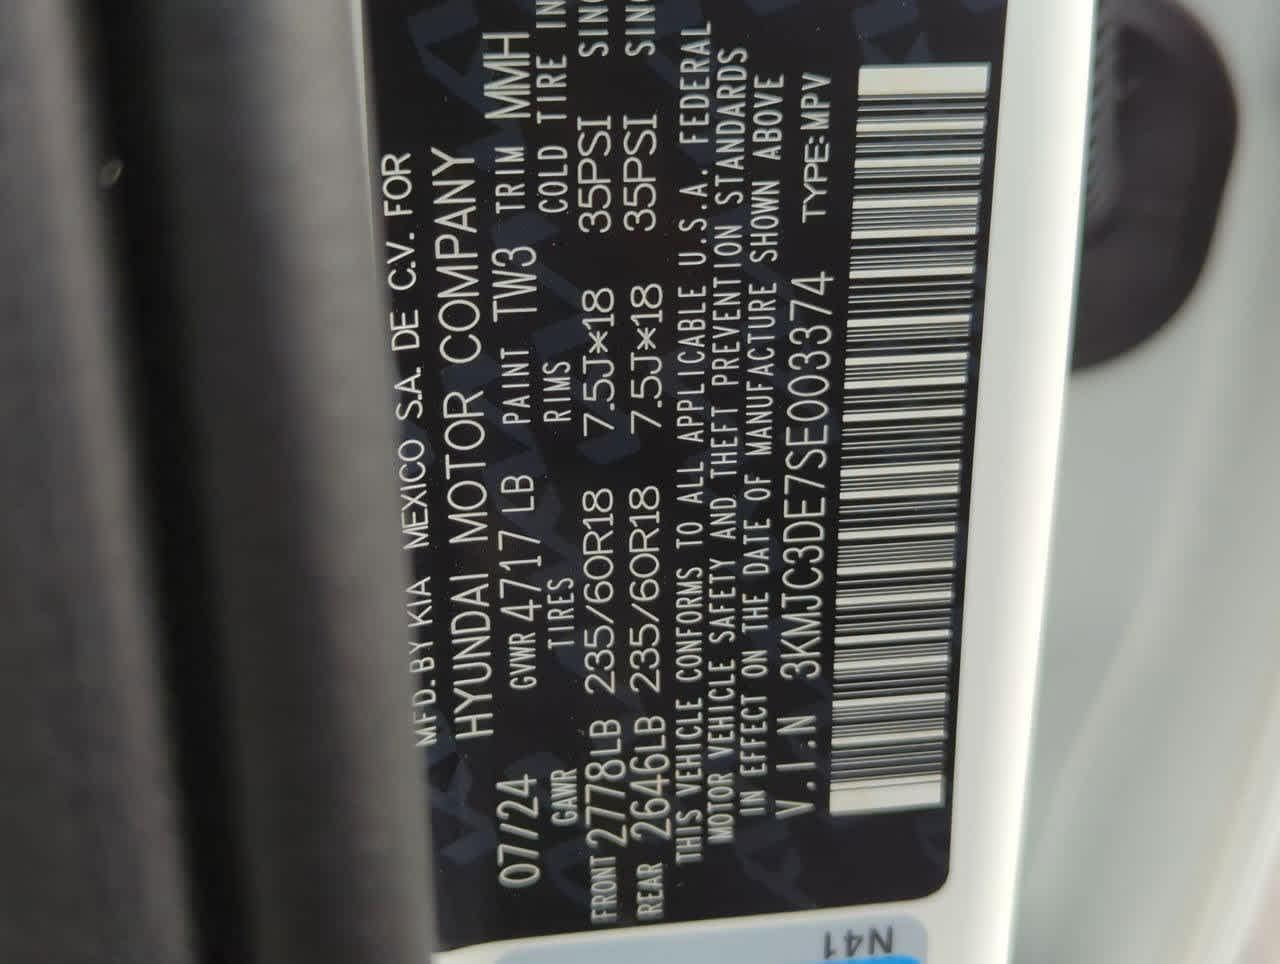 MFD. BY KIA MEXICO S.A. DE C.V. FOR
HYUNDAI MOTOR COMPANY
07/24 GVWR 4717 LB PAINT TW3 TRIM MMH
GAWR TIRES RIMS COLD TIRE
FRONT 2778LB 235/60R18 7.5J*18 35PSI
REAR 2646LB 235/60R18 7.5J*18 35PSI
THIS VEHICLE CONFORMS TO ALL APPLICABLE U.S.A. FEDERAL
MOTOR VEHICLE SAFETY AND THEFT PREVENTION STANDARDS
IN EFFECT ON THE DATE OF MANUFACTURE SHOWN ABOVE
V.I.N 3KMJC3DE7SE003374 TYPE:MPV
N41